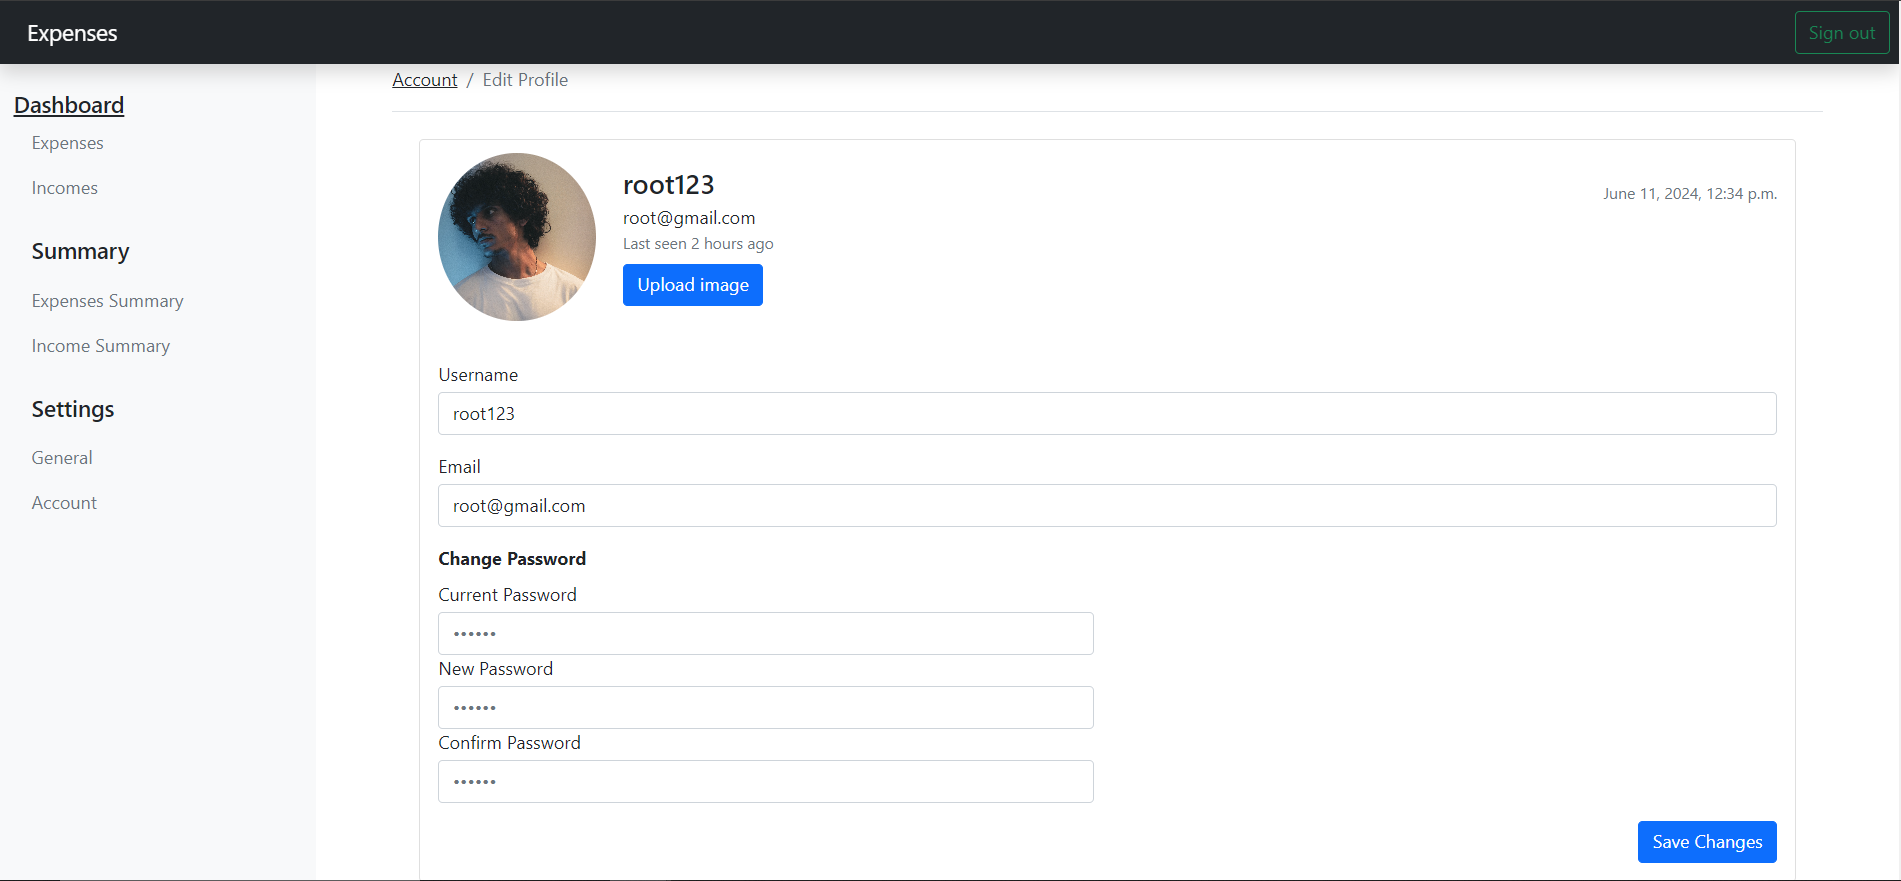 Expenses
Sign out
Account / Edit Profile
Dashboard
Expenses
Incomes
Summary
Expenses Summary
Income Summary
Settings
General
Account
root123
June 11, 2024, 12:34 p.m.
root@gmail.com
Last seen 2 hours ago
Upload image
Username
root123
Email
root@gmail.com
Change Password
Current Password
••••••
New Password
••••••
Confirm Password
••••••
Save Changes